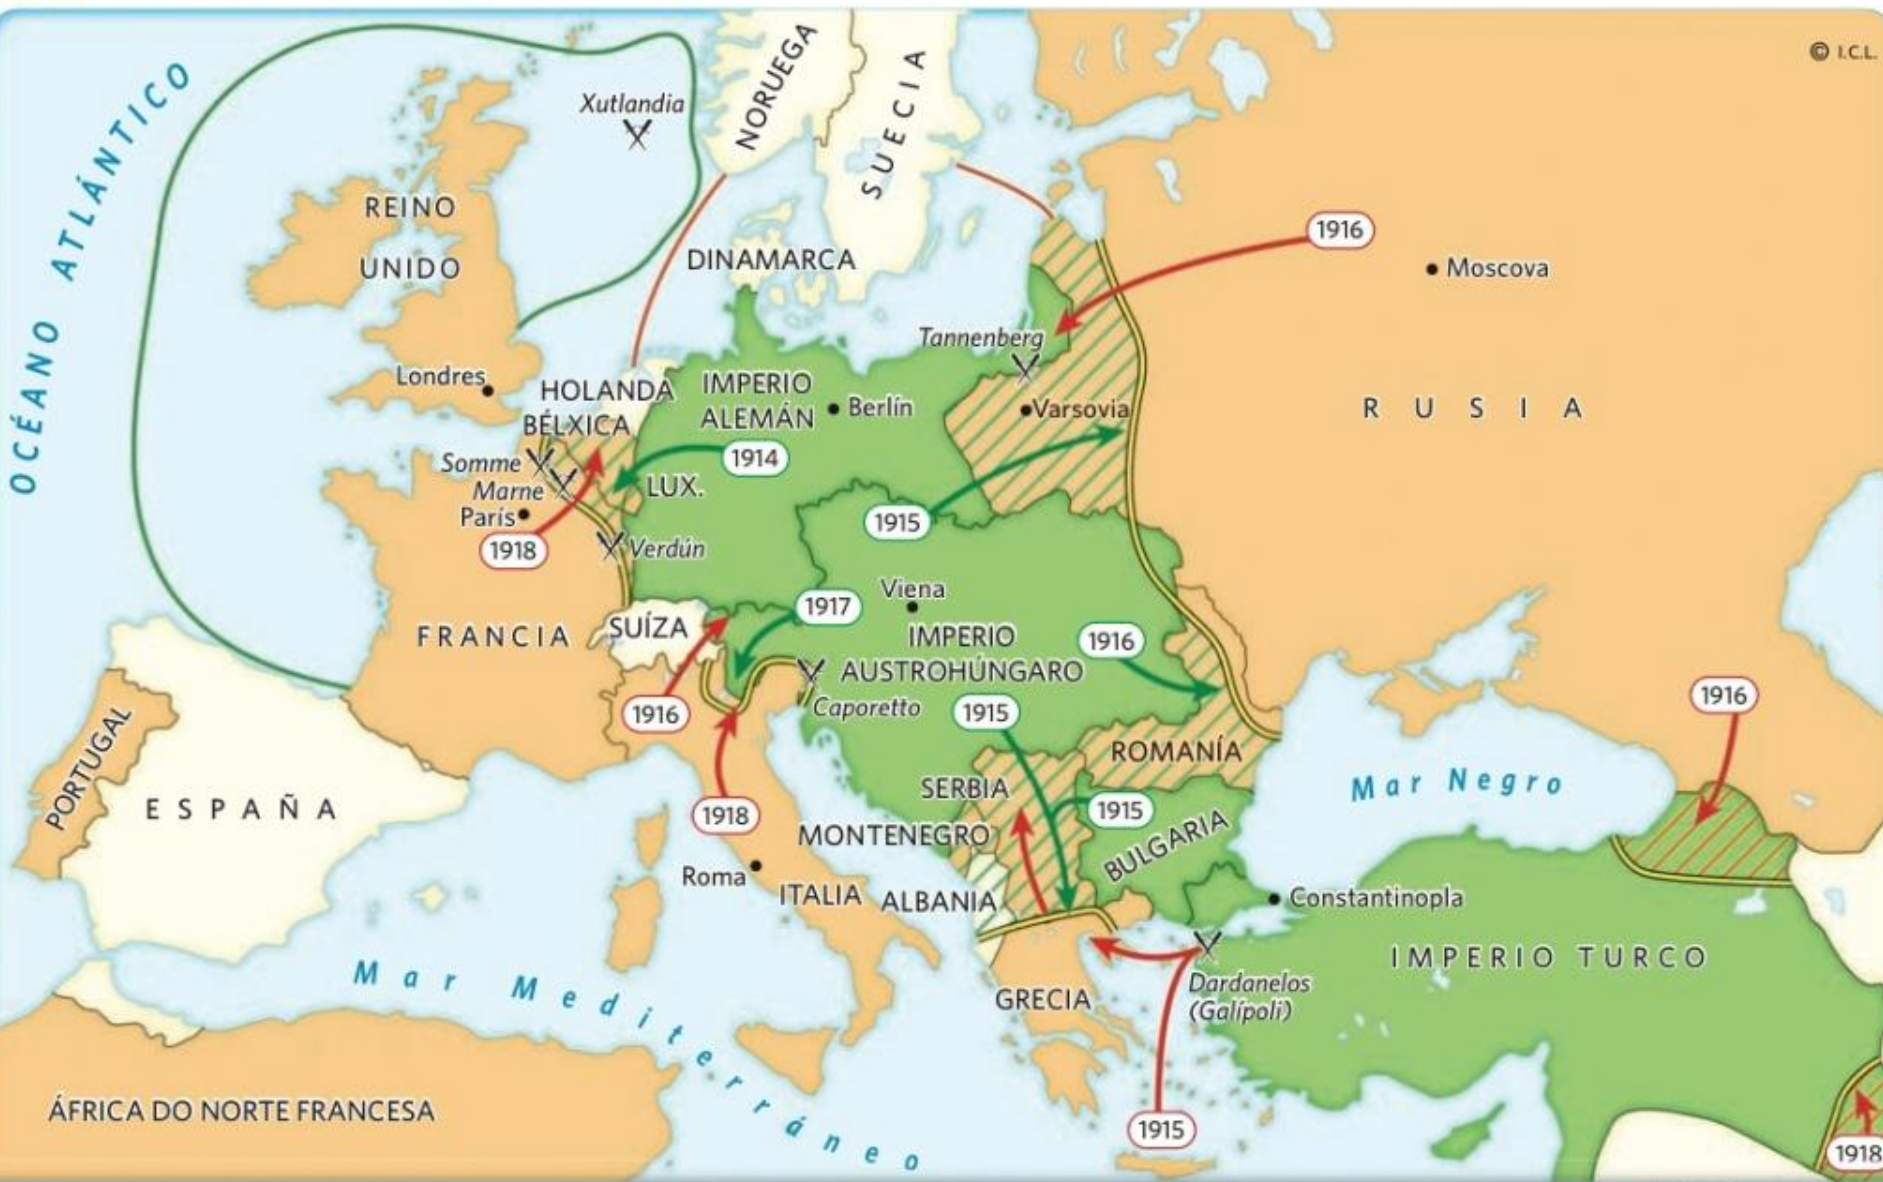 © I.C.L.
OCÉANO ATLÁNTICO
Xutlandia
NORUEGA
SUECIA
REINO
UNIDO
DINAMARCA
1916
Moscova
Tannenberg
Londres
HOLANDA
BÉLXICA
IMPERIO
ALEMÁN
Berlín
Varsovia
RUSIA
1914
Somme
Marne
París
LUX.
1918
1915
Verdún
Viena
1917
FRANCIA
SUÍZA
IMPERIO
AUSTROHÚNGARO
1916
1916
Caporetto
1915
1916
PORTUGAL
ESPAÑA
ROMANÍA
SERBIA
Mar Negro
1918
MONTENEGRO
1915
BULGARIA
Roma
ITALIA
ALBANIA
Constantinopla
IMPERIO TURCO
Mar Mediterráneo
GRECIA
Dardanelos
(Galípoli)
ÁFRICA DO NORTE FRANCESA
1915
1918